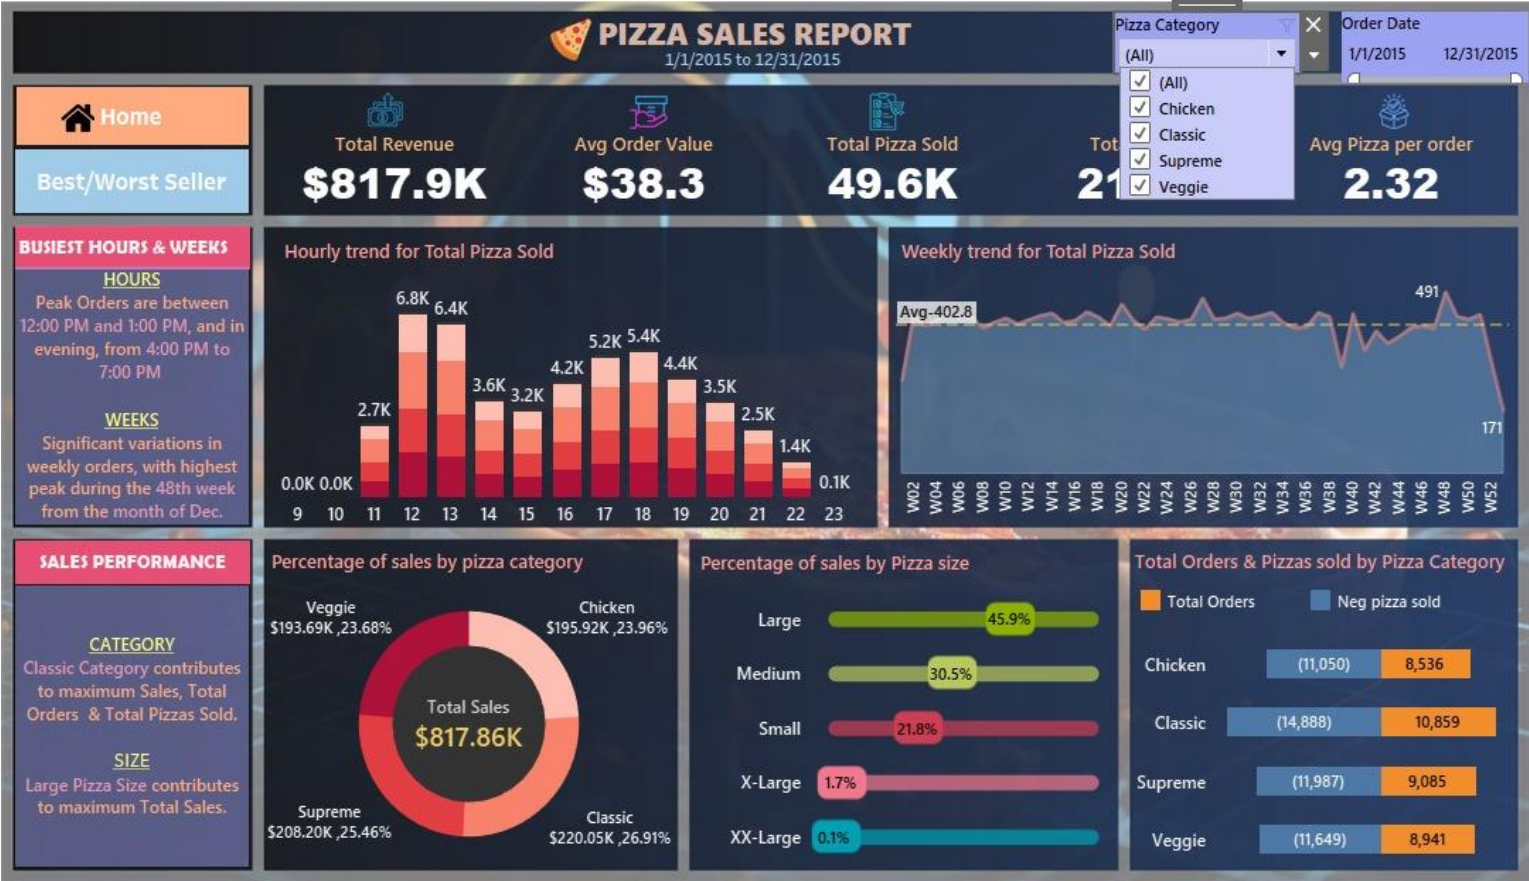 PIZZA SALES REPORT
1/1/2015 to 12/31/2015
Pizza Category
(All)
(All)
Chicken
Classic
Supreme
Veggie
Order Date
1/1/2015 12/31/2015
Home
Best/Worst Seller
Total Revenue
$817.9K
Avg Order Value
$38.3
Total Pizza Sold
49.6K
Avg Pizza per order
2.32
BUSIEST HOURS & WEEKS
HOURS
Peak Orders are between
12:00 PM and 1:00 PM, and in
evening, from 4:00 PM to
7:00 PM
WEEKS
Significant variations in
weekly orders, with highest
peak during the 48th week
from the month of Dec.
Hourly trend for Total Pizza Sold
0.0K 0.0K 2.7K 6.8K 6.4K 3.6K 3.2K 4.2K 5.2K 5.4K 4.4K 3.5K 2.5K 1.4K 0.1K
9 10 11 12 13 14 15 16 17 18 19 20 21 22 23
Weekly trend for Total Pizza Sold
Avg-402.8
491
171
W02 W04 W06 W08 W10 W12 W14 W16 W18 W20 W22 W24 W26 W28 W30 W32 W34 W36 W38 W40 W42 W44 W46 W48 W50 W52
SALES PERFORMANCE
CATEGORY
Classic Category contributes
to maximum Sales, Total
Orders & Total Pizzas Sold.
SIZE
Large Pizza Size contributes
to maximum Total Sales.
Percentage of sales by pizza category
Veggie
$193.69K ,23.68%
Chicken
$195.92K ,23.96%
Total Sales
$817.86K
Supreme
$208.20K ,25.46%
Classic
$220.05K ,26.91%
Percentage of sales by Pizza size
Large 45.9%
Medium 30.5%
Small 21.8%
X-Large 1.7%
XX-Large 0.1%
Total Orders & Pizzas sold by Pizza Category
Total Orders Neg pizza sold
Chicken (11,050) 8,536
Classic (14,888) 10,859
Supreme (11,987) 9,085
Veggie (11,649) 8,941